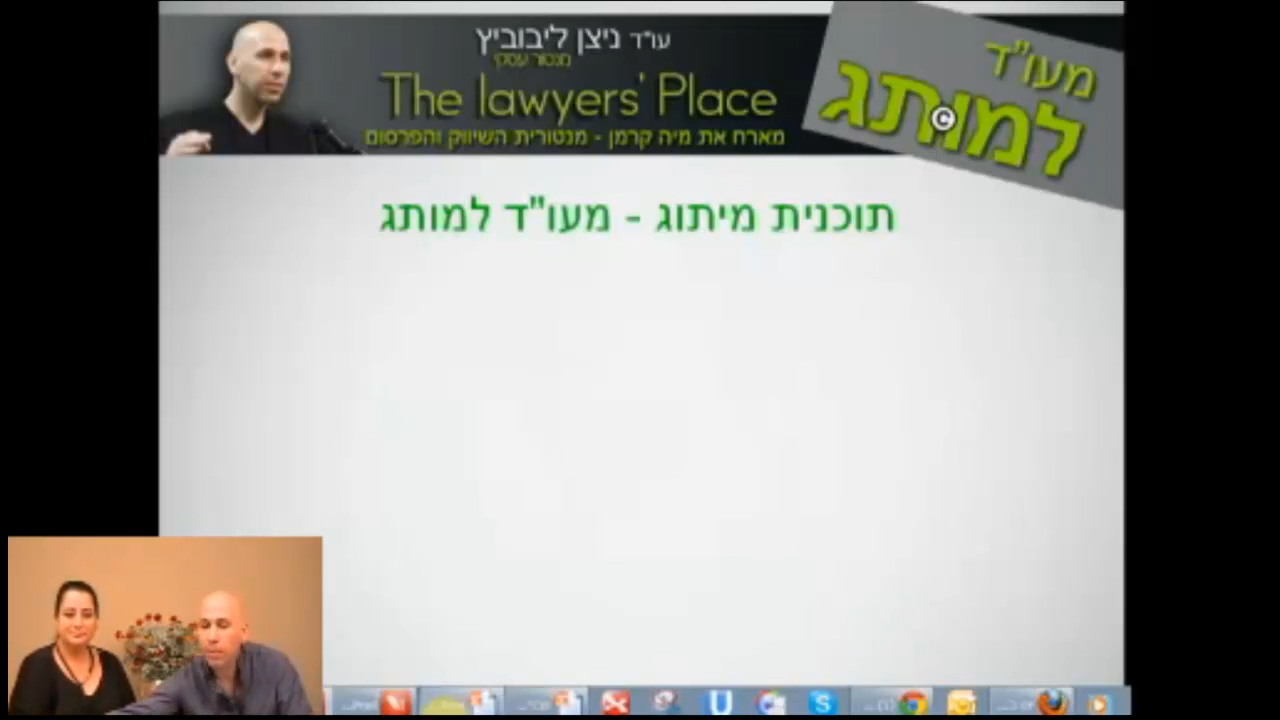 עו"ד ניצן ליבוביץ
מנטור עסקי
The lawyers' Place
מארח את מיה קרמן - מנטורית השיווק והפרסום
מעו"ד
למותג
©
תוכנית מיתוג - מעו"ד למותג